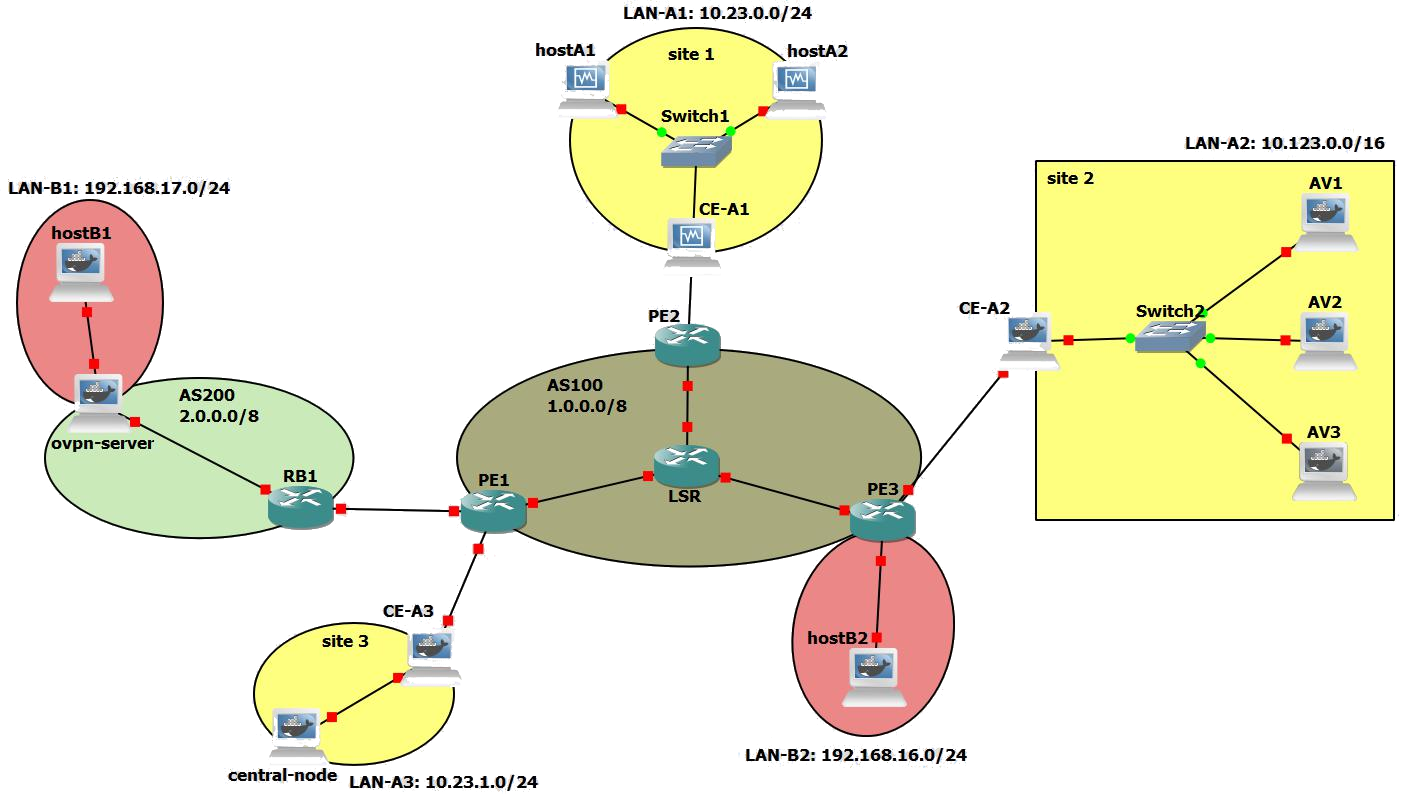 LAN-A1: 10.23.0.0/24
hostA1
site 1
hostA2
Switch1
CE-A1
LAN-A2: 10.123.0.0/16
site 2
AV1
AV2
AV3
Switch2
CE-A2
LAN-B1: 192.168.17.0/24
hostB1
ovpn-server
AS200
2.0.0.0/8
RB1
PE2
AS100
1.0.0.0/8
PE1
LSR
PE3
CE-A3
site 3
central-node
LAN-A3: 10.23.1.0/24
hostB2
LAN-B2: 192.168.16.0/24